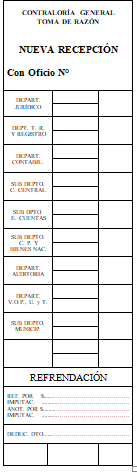 CONTRALORÍA GENERAL
TOMA DE RAZÓN
NUEVA RECEPCIÓN
Con Oficio Nº
DEPART.
JURÍDICO
DEPT. T. R.
Y REGISTRO
DEPART.
CONTABIL.
SUB DEPTO.
C. CENTRAL
SUB DPTO.
E. CUENTAS
SUB DEPTO.
C. P. Y
BIENES NAC.
DEPART.
AUDITORIA
DEPART.
V.O.P., U. y T.
SUB DEPTO.
MUNICIP.
REFRENDACIÓN
REF. POR $.............................
IMPUTAC. .............................
ANOT. POR $.............................
IMPUTAC. .............................
DEDUC. DTO.............................